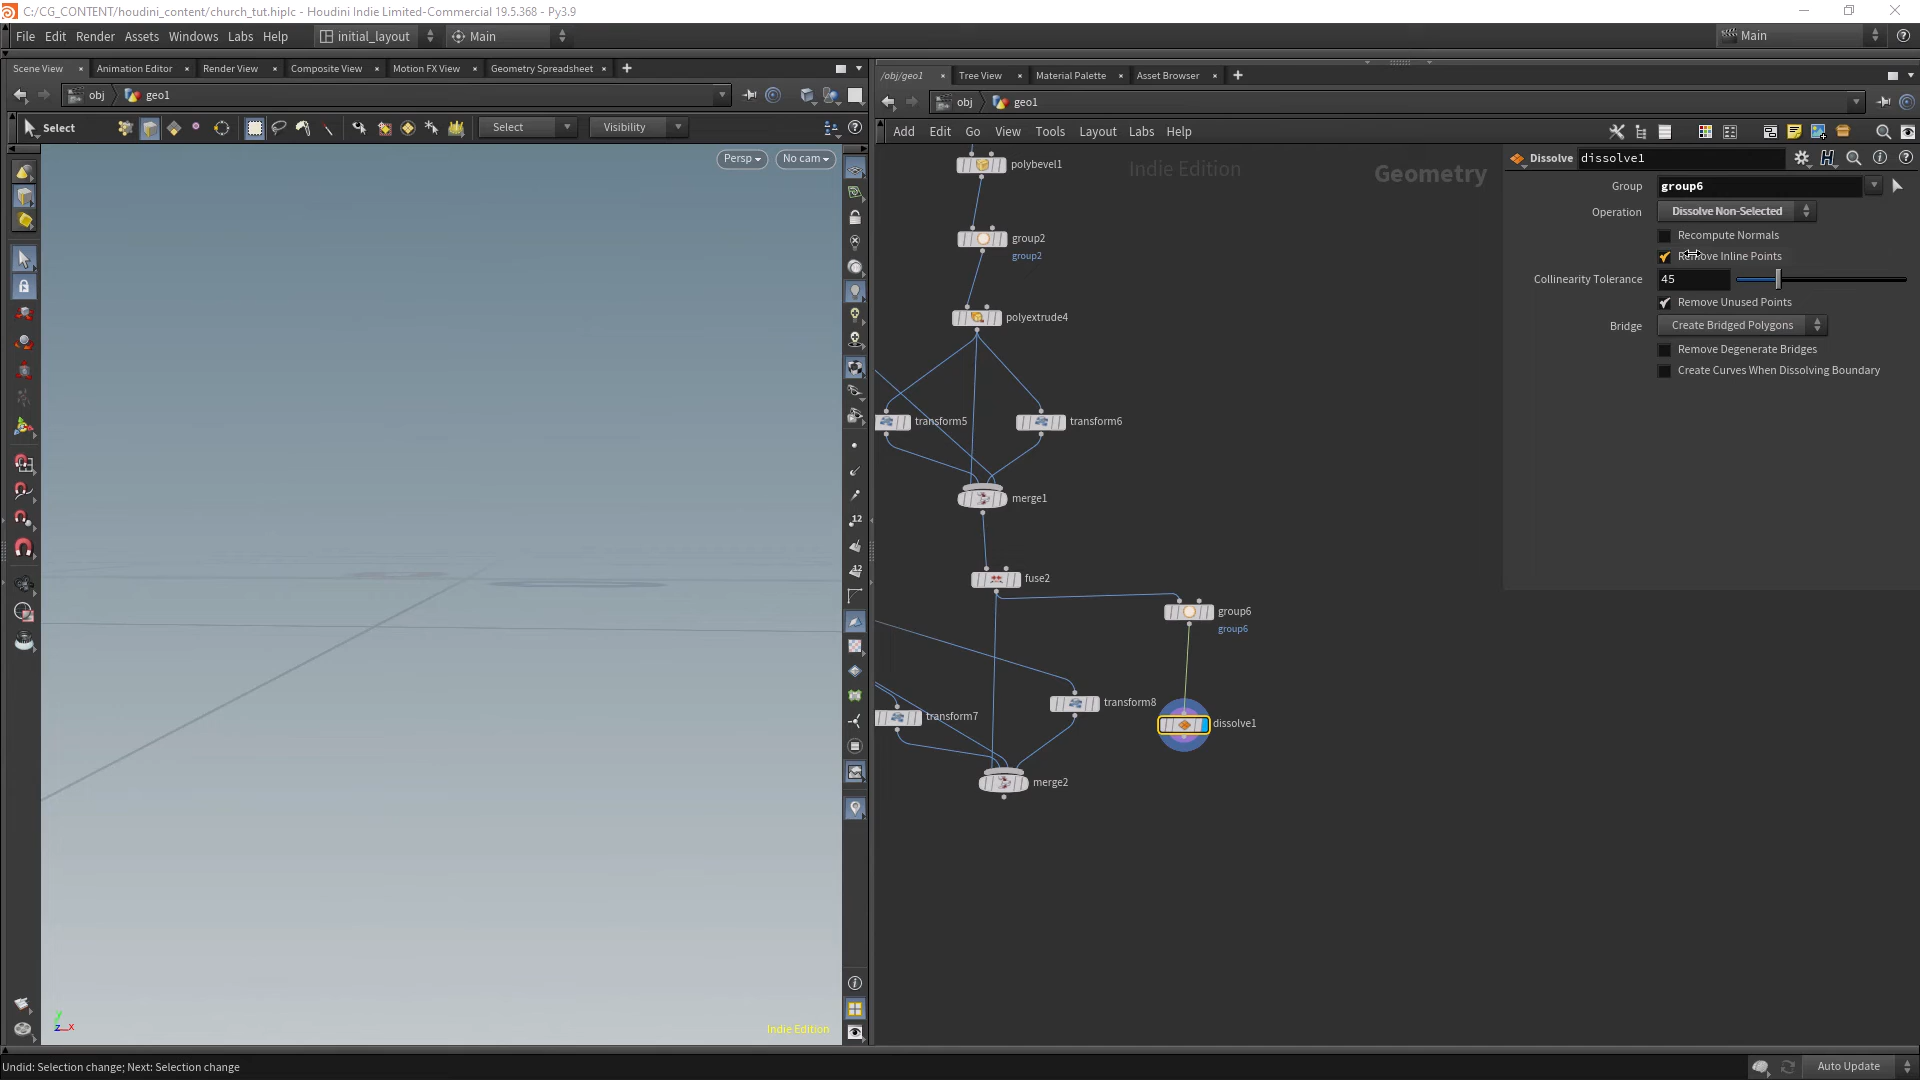 C:/CG_CONTENT/houdini_content/church_tut.hiplc - Houdini Indie Limited-Commercial 19.5.368 - Py3.9
File Edit Render Assets Windows Labs Help initial_layout Main
Main
Scene View Animation Editor Render View Composite View Motion FX View Geometry Spreadsheet
obj geo1
Select Select Visibility
Persp No cam
12
12
z x y
Indie Edition
/obj/geo1 Tree View Material Palette Asset Browser
obj geo1
Add Edit Go View Tools Layout Labs Help
Indie Edition
Geometry
polybevel1
group2
group2
polyextrude4
transform5
transform6
merge1
fuse2
group6
group6
transform8
transform7
dissolve1
merge2
Dissolve dissolve1
Group group6
Operation Dissolve Non-Selected
Recompute Normals
Remove Inline Points
Collinearity Tolerance 45
Remove Unused Points
Bridge Create Bridged Polygons
Remove Degenerate Bridges
Create Curves When Dissolving Boundary
Undid: Selection change; Next: Selection change
Auto Update